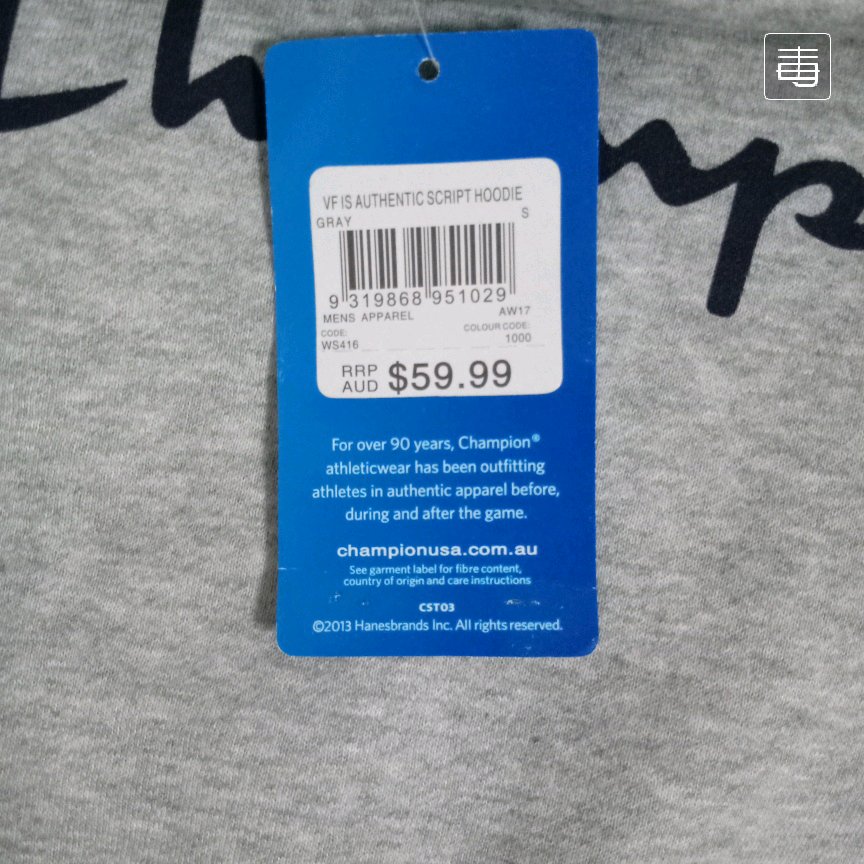 Champ
VF IS AUTHENTIC SCRIPT HOODIE
GRAY S
9 319868 951029
MENS APPAREL AW17
CODE: COLOUR CODE:
WS416 1000
RRP
AUD $59.99
For over 90 years, Champion®
athleticwear has been outfitting
athletes in authentic apparel before,
during and after the game.
championusa.com.au
See garment label for fibre content,
country of origin and care instructions
CST03
©2013 Hanesbrands Inc. All rights reserved.